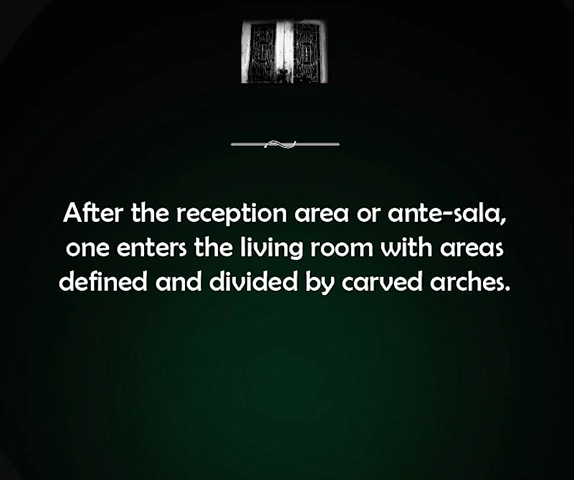 After the reception area or ante-sala,
one enters the living room with areas
defined and divided by carved arches.